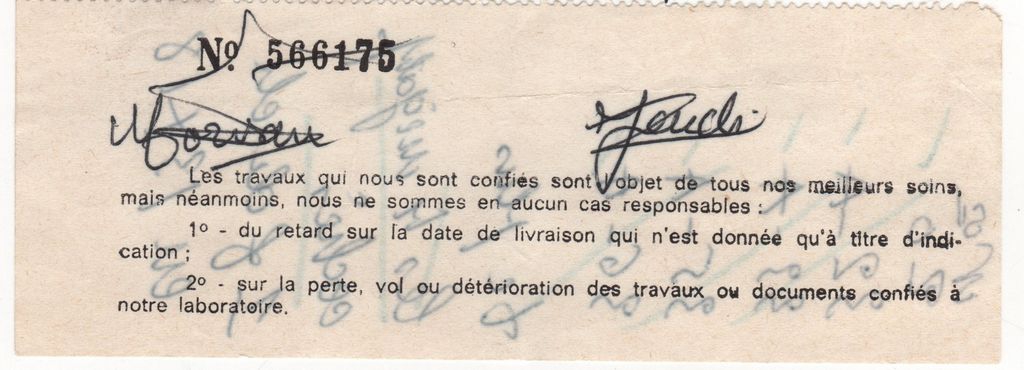 Nº 566175
Morvan Jeudi
Les travaux qui nous sont confiés sont l'objet de tous nos meilleurs soins,
mais néanmoins, nous ne sommes en aucun cas responsables :
1º - du retard sur la date de livraison qui n'est donnée qu'à titre d'indi-
cation ;
2º - sur la perte, vol ou détérioration des travaux ou documents confiés à
notre laboratoire.